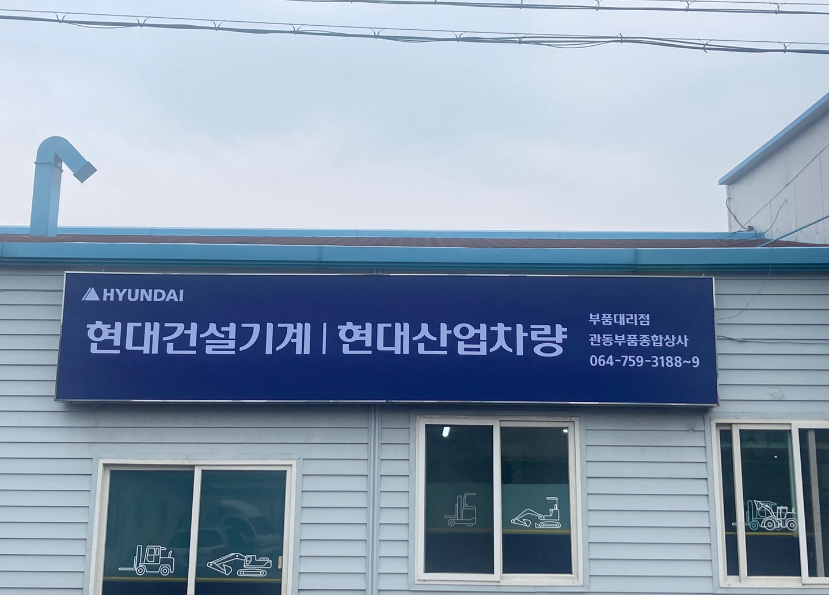 HYUNDAI
현대건설기계 | 현대산업차량
부품대리점
관동부품종합상사
064-759-3188~9